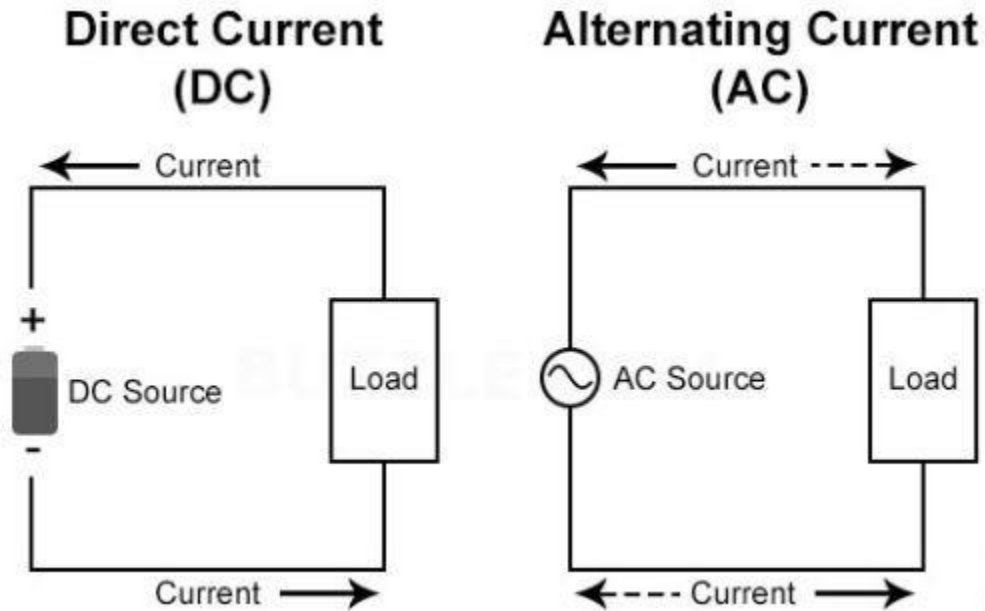 Direct Current
(DC)
Current
+
DC Source
-
Load
Current
Alternating Current
(AC)
Current
AC Source
Load
Current